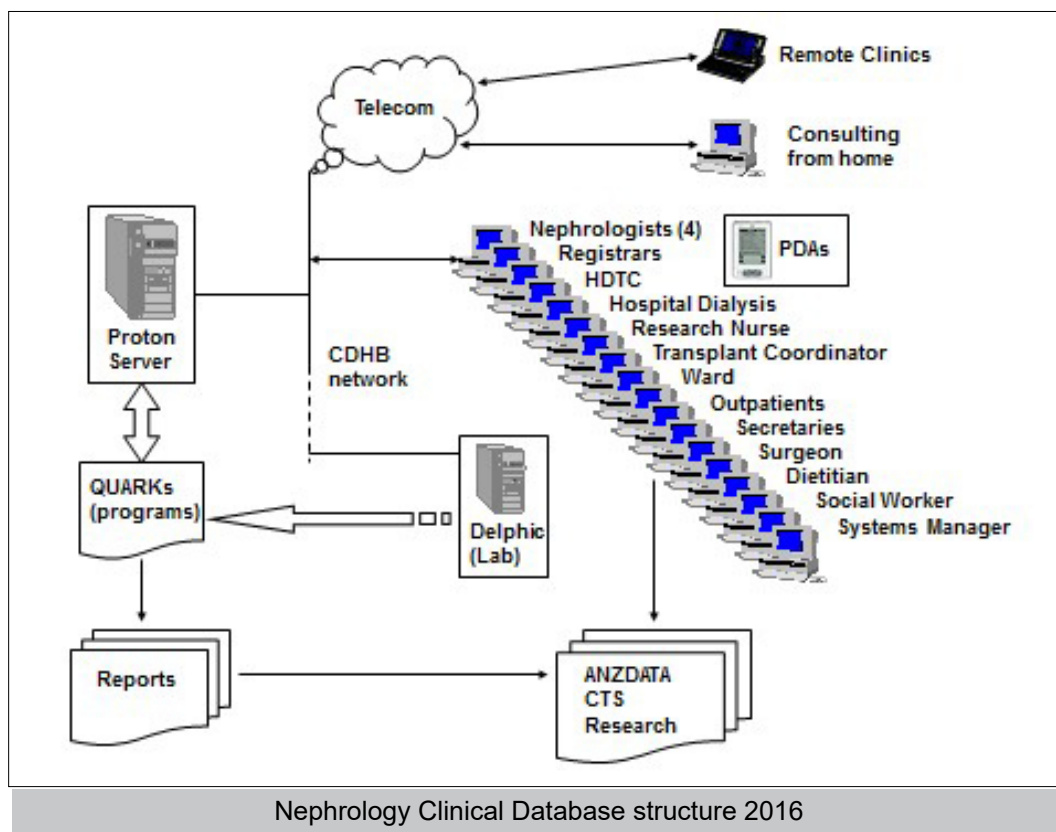 Telecom
Remote Clinics
Consulting
from home
Nephrologists (4)
Registrars
HDTC
Hospital Dialysis
Research Nurse
Transplant Coordinator
Ward
Outpatients
Secretaries
Surgeon
Dietitian
Social Worker
Systems Manager
PDAs
Proton
Server
CDHB
network
QUARKs
(programs)
Delphic
(Lab)
Reports
ANZDATA
CTS
Research
Nephrology Clinical Database structure 2016